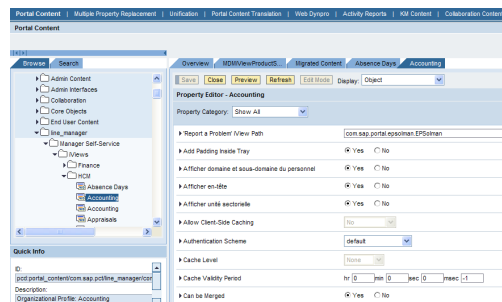 Portal Content | Multiple Property Replacement | Unification | Portal Content Translation | Web Dynpro | Activity Reports | KM Content | Collaboration Content
Portal Content
Browse Search
Admin Content
Admin Interfaces
Collaboration
Core Objects
End User Content
line_manager
Manager Self-Service
iViews
Finance
HCM
Absence Days
Accounting
Accounting
Appraisals
Quick Info
ID:
pcd:portal_content/com.sap.pct/line_manager/cor
Description:
Organizational Profile: Accounting
Overview MDMIViewProductS... Migrated Content Absence Days Accounting
Save Close Preview Refresh Edit Mode Display: Object
Property Editor - Accounting
Property Category: Show All
'Report a Problem' iView Path com.sap.portal.epsolman.EPSolman
Add Padding inside Tray Yes No
Afficher domaine et sous-domaine du personnel Yes No
Afficher en-tête Yes No
Afficher unité sectorielle Yes No
Allow Client-Side Caching No
Authentication Scheme default
Cache Level None
Cache Validity Period hr 0 min 0 sec 0 msec -1
Can be Merged Yes No